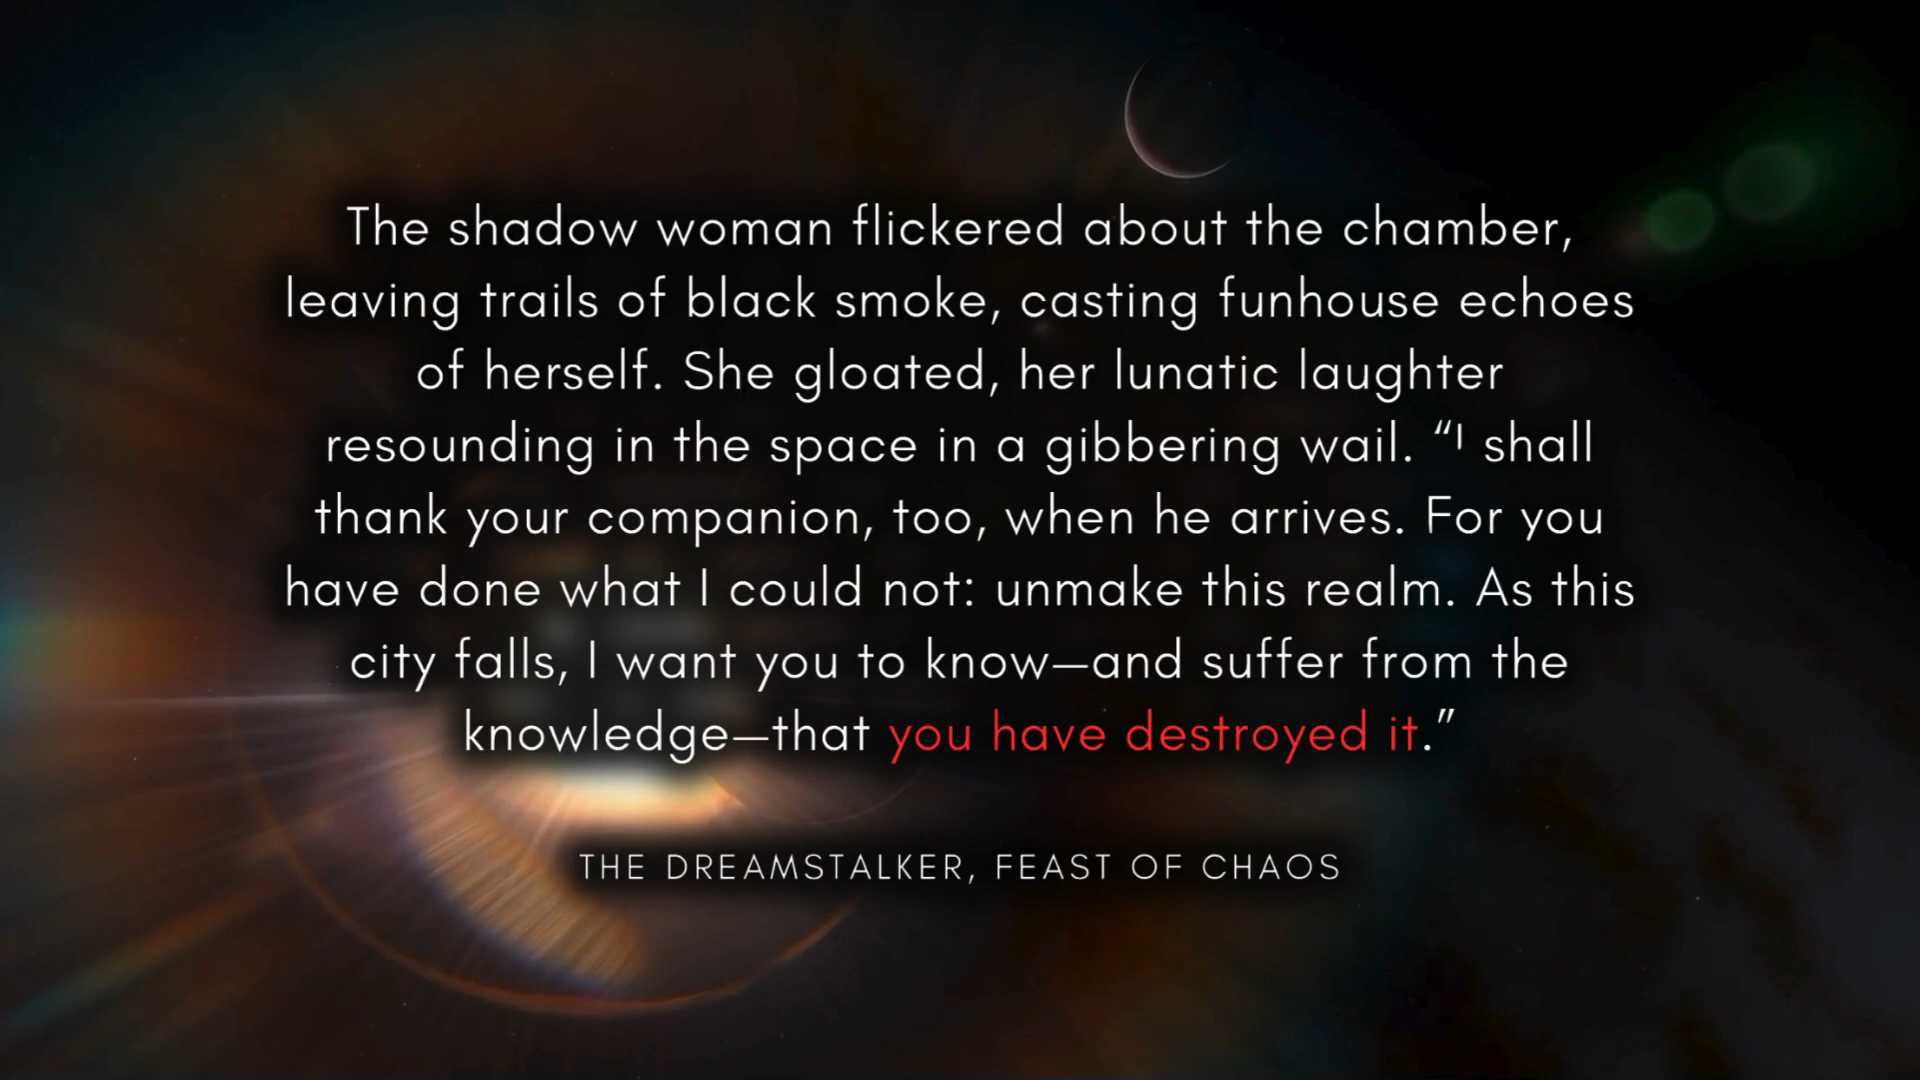 The shadow woman flickered about the chamber,
leaving trails of black smoke, casting funhouse echoes
of herself. She gloated, her lunatic laughter
resounding in the space in a gibbering wail. “I shall
thank your companion, too, when he arrives. For you
have done what I could not: unmake this realm. As this
city falls, I want you to know—and suffer from the
knowledge—that you have destroyed it.”
THE DREAMSTALKER, FEAST OF CHAOS